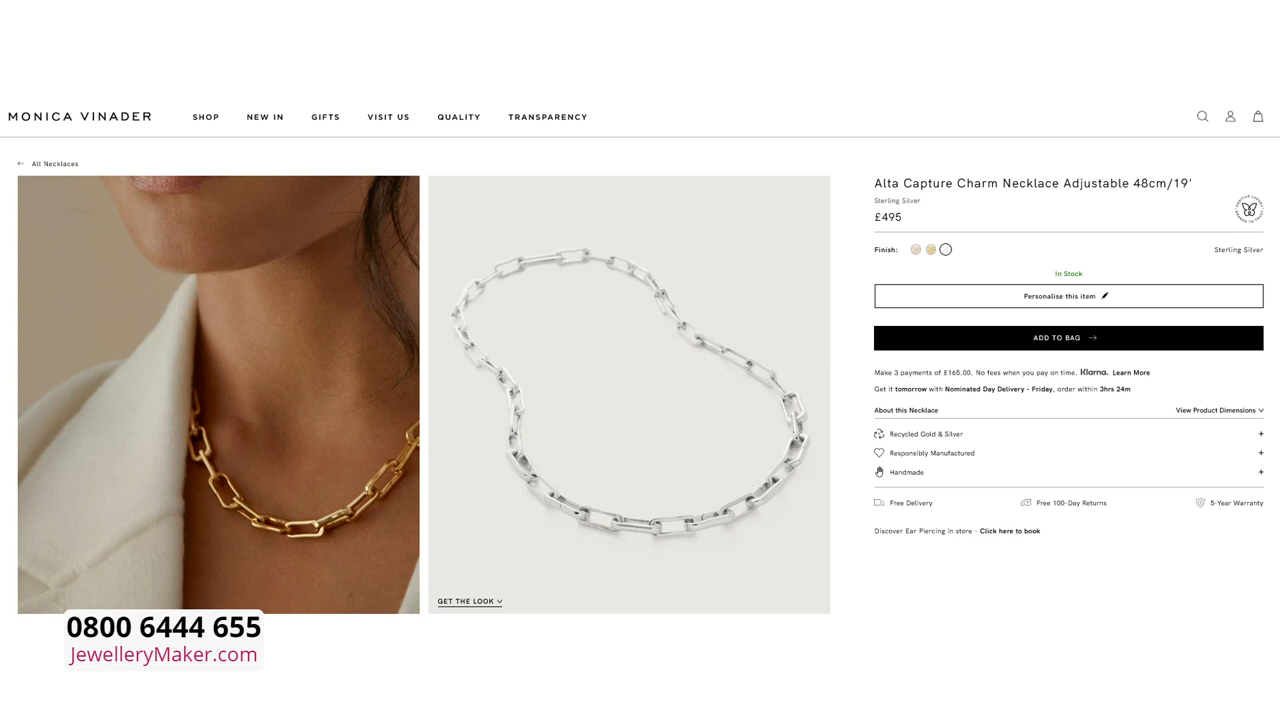 MONICA VINADER
SHOP NEW IN GIFTS VISIT US QUALITY TRANSPARENCY
All Necklaces
Alta Capture Charm Necklace Adjustable 48cm/19'
Sterling Silver
£495
Finish:
Sterling Silver
In Stock
Personalise this item
ADD TO BAG
Make 3 payments of £165.00. No fees when you pay on time. Klarna. Learn More
Get it tomorrow with Nominated Day Delivery - Friday, order within 3hrs 24m
About this Necklace View Product Dimensions
Recycled Gold & Silver +
Responsibly Manufactured +
Handmade +
Free Delivery Free 100-Day Returns 5-Year Warranty
Discover Ear Piercing in store - Click here to book
GET THE LOOK
0800 6444 655
JewelleryMaker.com